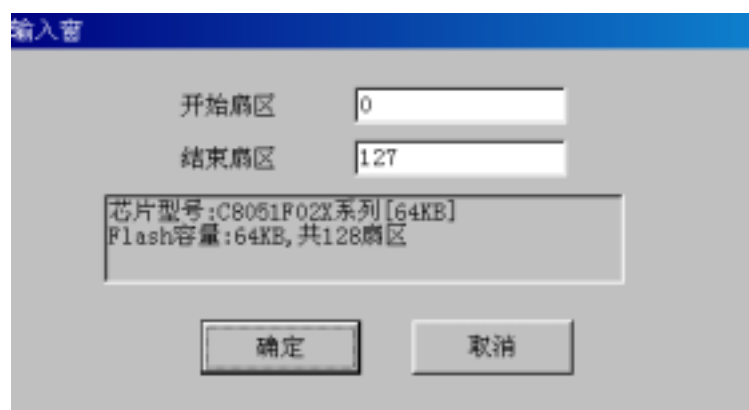 输入窗
开始扇区 0
结束扇区 127
芯片型号:C8051F02X系列[64KB]
Flash容量:64KB,共128扇区
确定 取消